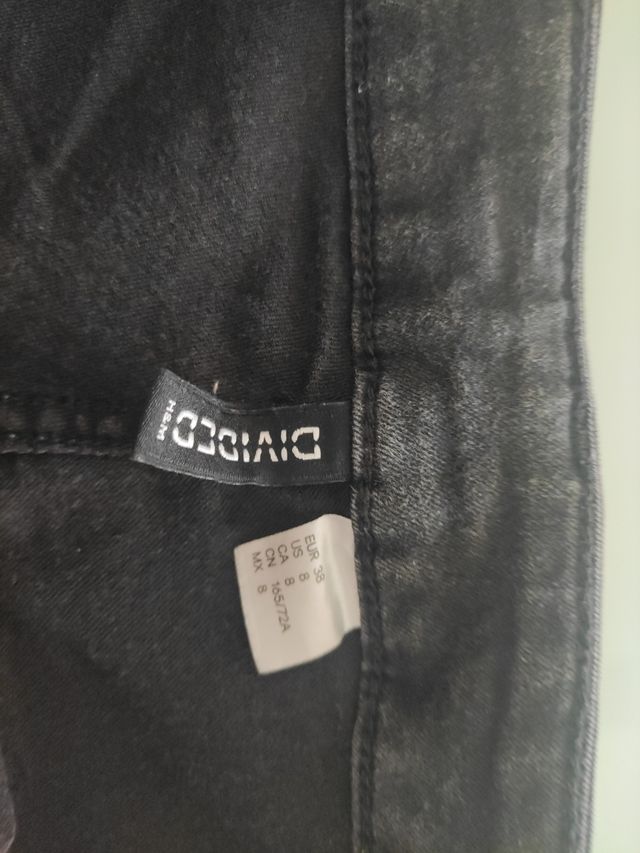 DIVIDED
H&M
EUR 38
US 8
CA 8
CN 165/72A
MX 8